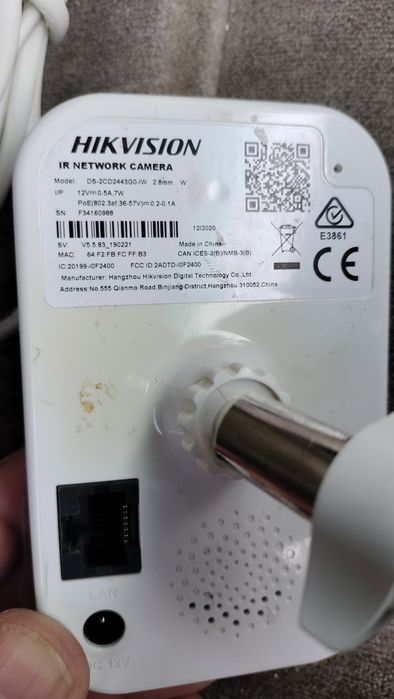 HIKVISION
IR NETWORK CAMERA
Model: DS-2CD2443G0-IW 2.8mm W
I/P: 12V⎓0.5A,7W
PoE(802.3af,36-57V)⎓0.2-0.1A
SN: F34160988
12/2020
E3861
SV: V5.5.83_190221 Made in China
MAC: 64:F2:FB:FC:FF:B3 CAN ICES-3(B)/NMB-3(B)
IC:20199-I0F2400 FCC ID:2ADTD-I0F2400
CE
Manufacturer: Hangzhou Hikvision Digital Technology Co.,Ltd.
Address:No.555 Qianmo Road,Binjiang District,Hangzhou 310052,China
LAN
DC 12V